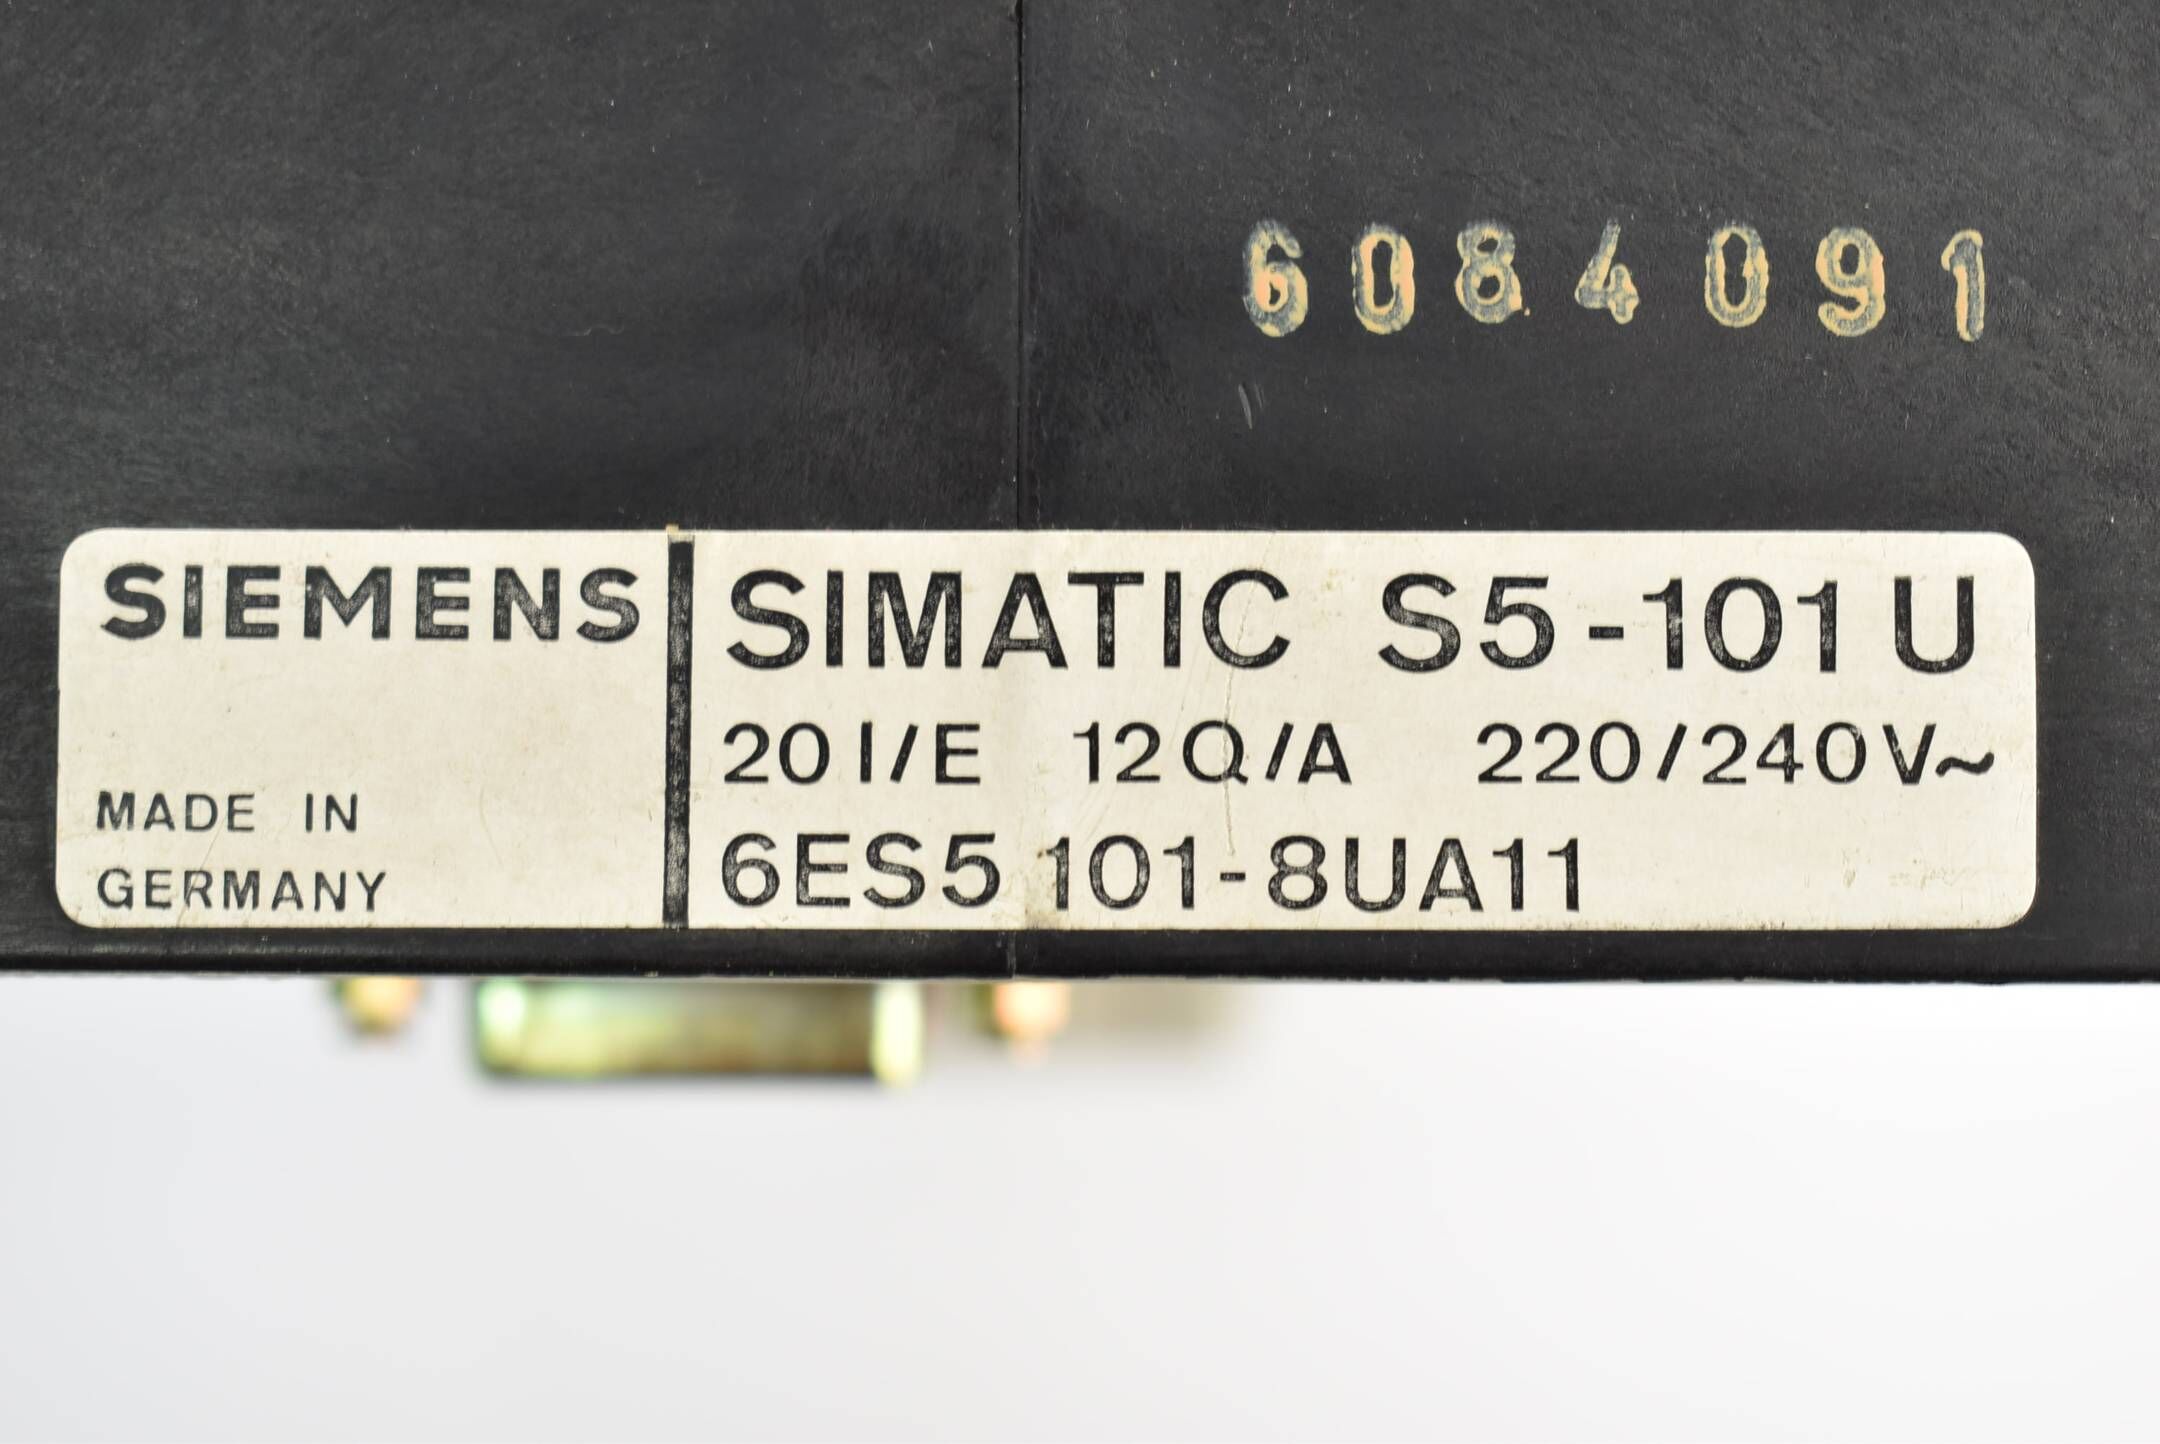 6084091
SIEMENS
SIMATIC S5-101U
20I/E 12Q/A 220/240V~
6ES5 101-8UA11
MADE IN
GERMANY